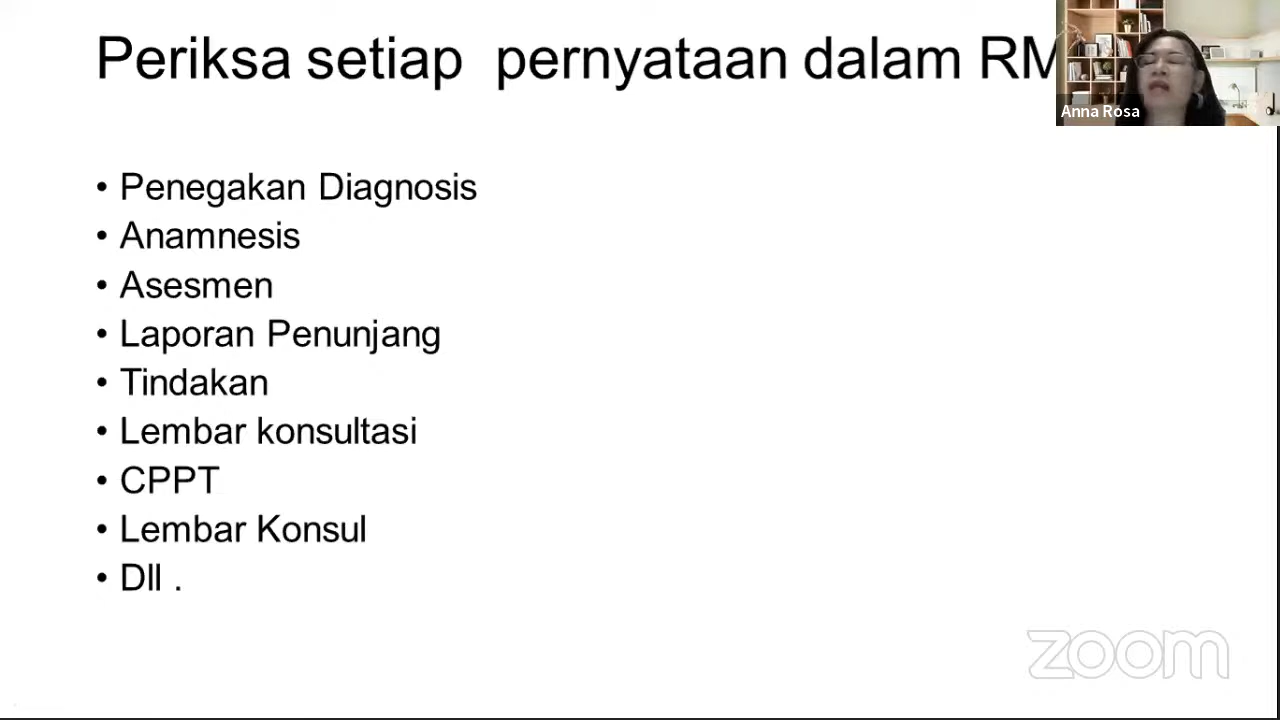 Periksa setiap pernyataan dalam RM
Anna Rosa
• Penegakan Diagnosis
• Anamnesis
• Asesmen
• Laporan Penunjang
• Tindakan
• Lembar konsultasi
• CPPT
• Lembar Konsul
• Dll .
zoom